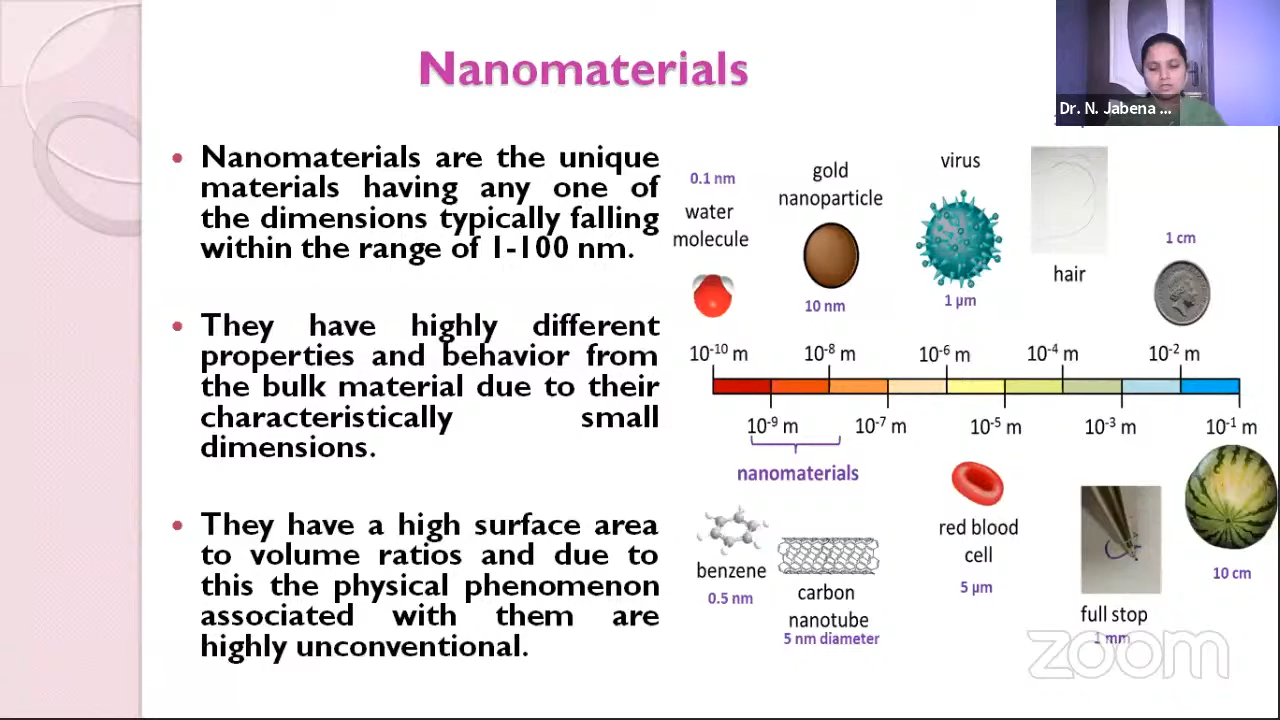 Nanomaterials
Dr. N. Jabena ...
• Nanomaterials are the unique
materials having any one of
the dimensions typically falling
within the range of 1-100 nm.
• They have highly different
properties and behavior from
the bulk material due to their
characteristically small
dimensions.
• They have a high surface area
to volume ratios and due to
this the physical phenomenon
associated with them are
highly unconventional.
0.1 nm
water
molecule
gold
nanoparticle
10 nm
virus
1 µm
hair
1 cm
10-10 m
10-8 m
10-6 m
10-4 m
10-2 m
10-9 m
10-7 m
10-5 m
10-3 m
10-1 m
nanomaterials
benzene
0.5 nm
carbon
nanotube
5 nm diameter
red blood
cell
5 µm
full stop
1 mm
10 cm
zoom